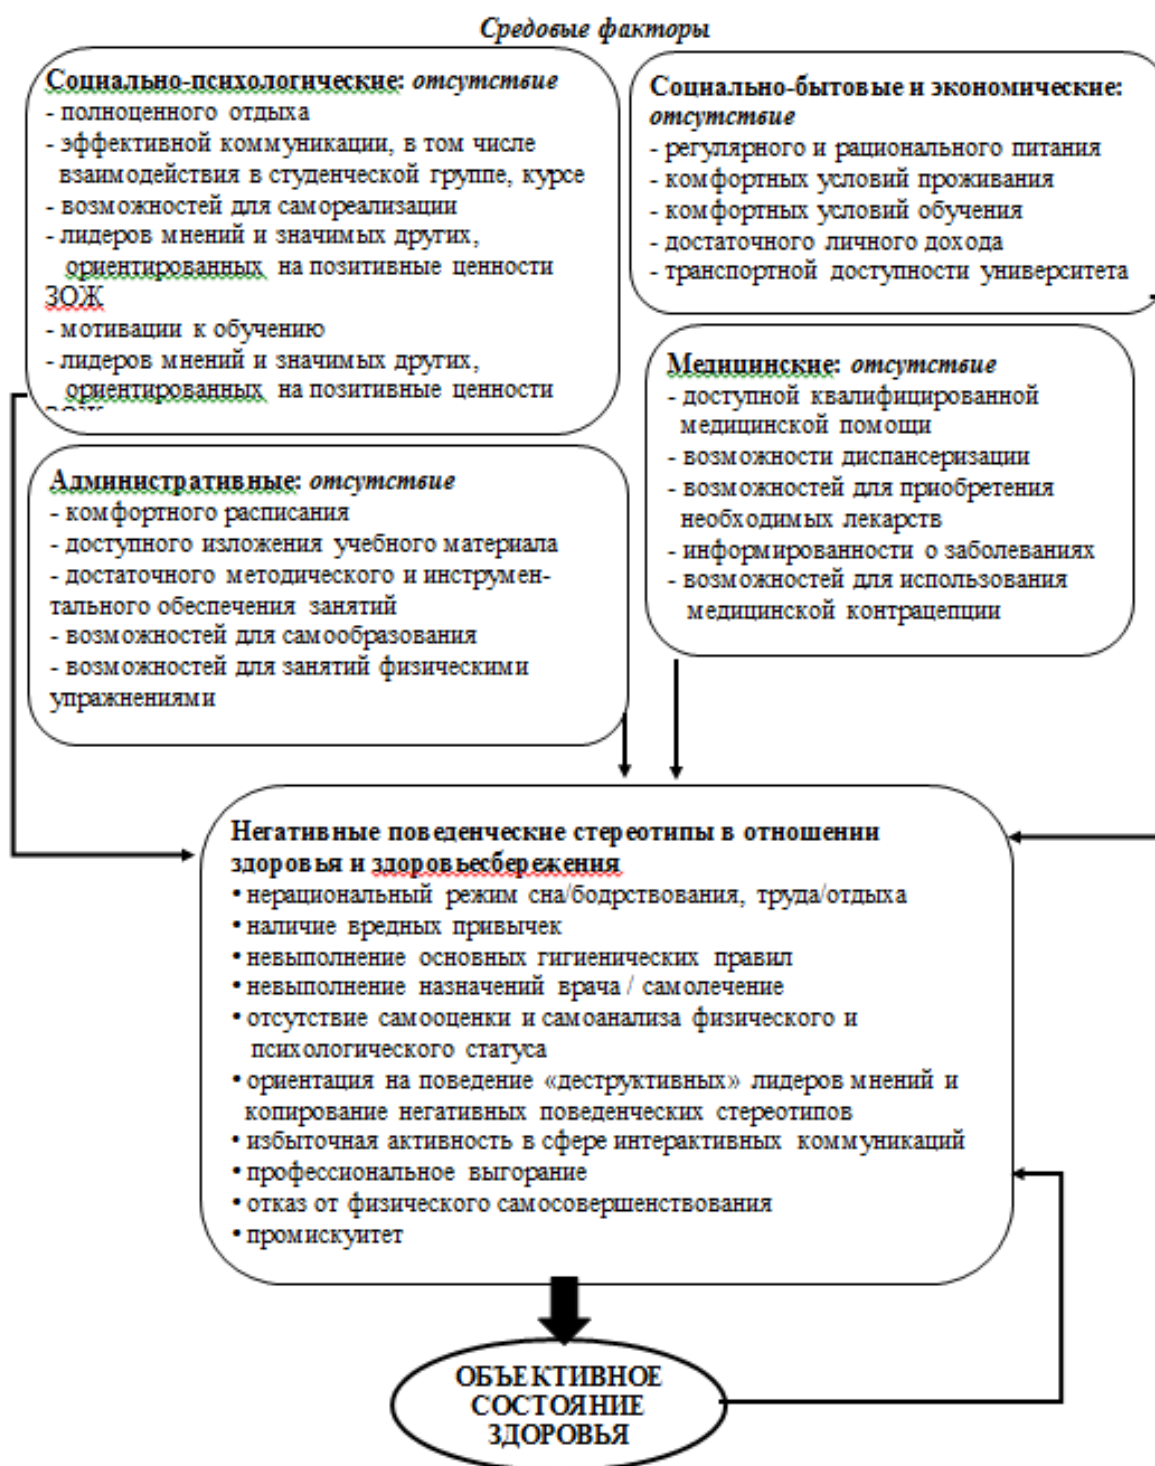 Средовые факторы
Социально-психологические: отсутствие
- полноценного отдыха
- эффективной коммуникации, в том числе
взаимодействия в студенческой группе, курсе
- возможностей для самореализации
- лидеров мнений и значимых других,
ориентированных на позитивные ценности
ЗОЖ
- мотивации к обучению
- лидеров мнений и значимых других,
ориентированных на позитивные ценности
Социально-бытовые и экономические:
отсутствие
- регулярного и рационального питания
- комфортных условий проживания
- комфортных условий обучения
- достаточного личного дохода
- транспортной доступности университета
Медицинские: отсутствие
- доступной квалифицированной
медицинской помощи
- возможности диспансеризации
- возможностей для приобретения
необходимых лекарств
- информированности о заболеваниях
- возможностей для использования
медицинской контрацепции
Административные: отсутствие
- комфортного расписания
- доступного изложения учебного материала
- достаточного методического и инструмен-
тального обеспечения занятий
- возможностей для самообразования
- возможностей для занятий физическими
упражнениями
Негативные поведенческие стереотипы в отношении
здоровья и здоровьесбережения
• нерациональный режим сна/бодрствования, труда/отдыха
• наличие вредных привычек
• невыполнение основных гигиенических правил
• невыполнение назначений врача / самолечение
• отсутствие самооценки и самоанализа физического и
психологического статуса
• ориентация на поведение «деструктивных» лидеров мнений и
копирование негативных поведенческих стереотипов
• избыточная активность в сфере интерактивных коммуникаций
• профессиональное выгорание
• отказ от физического самосовершенствования
• промискуитет
ОБЪЕКТИВНОЕ
СОСТОЯНИЕ
ЗДОРОВЬЯ